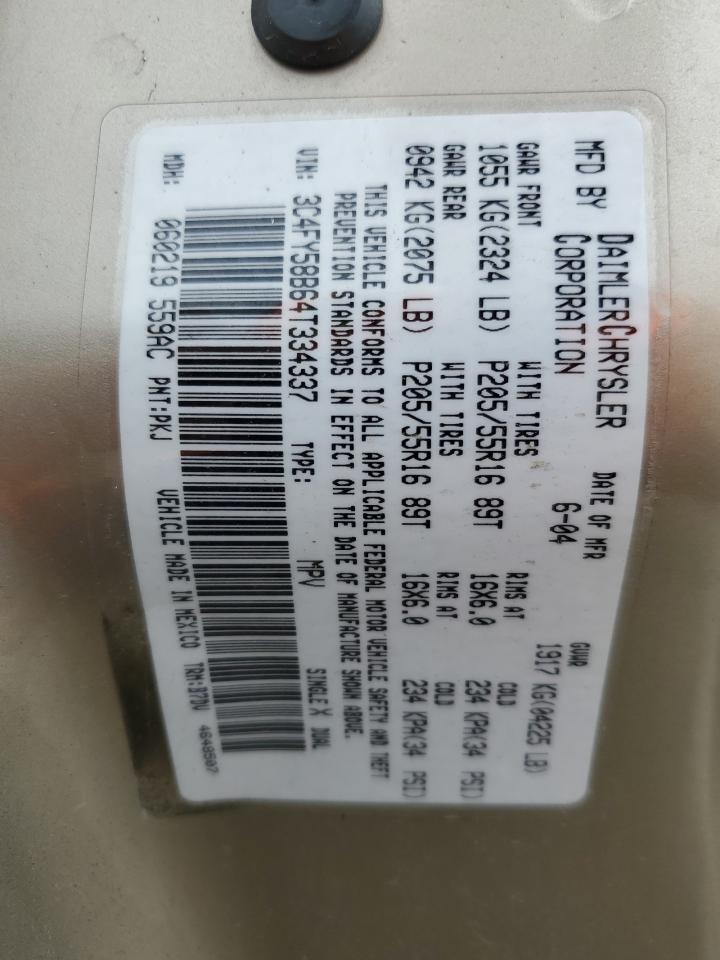 MFD BY DAIMLERCHRYSLER CORPORATION
DATE OF MFR 6-04
GVWR 1917 KG(04225 LB)
GAWR FRONT WITH TIRES RIMS AT COLD
1055 KG(2324 LB) P205/55R16 89T 16X6.0 234 KPA(34 PSI)
GAWR REAR WITH TIRES RIMS AT COLD
0942 KG(2075 LB) P205/55R16 89T 16X6.0 234 KPA(34 PSI)
THIS VEHICLE CONFORMS TO ALL APPLICABLE FEDERAL MOTOR VEHICLE SAFETY AND THEFT
PREVENTION STANDARDS IN EFFECT ON THE DATE OF MANUFACTURE SHOWN ABOVE.
VIN: 3C4FY58B64T334337 TYPE: MPV SINGLE X DUAL
MDH: 060219 559AC PNT:PKJ VEHICLE MADE IN MEXICO TRM:B7DV 4648507